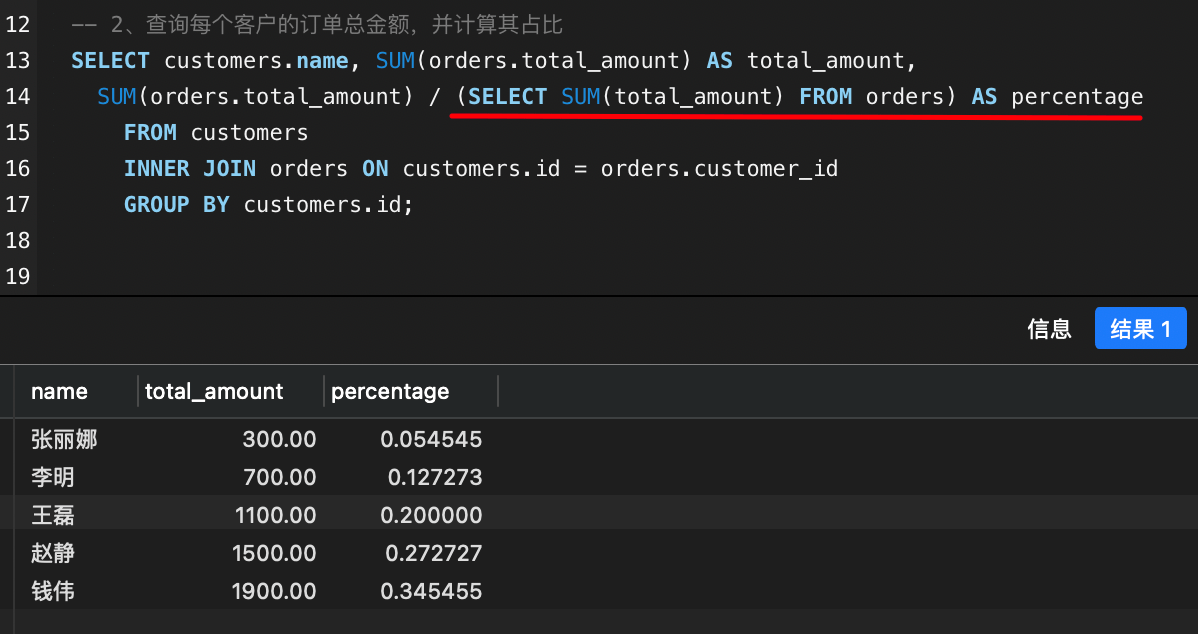 12 -- 2、查询每个客户的订单总金额，并计算其占比
13 SELECT customers.name, SUM(orders.total_amount) AS total_amount,
14 SUM(orders.total_amount) / (SELECT SUM(total_amount) FROM orders) AS percentage
15 FROM customers
16 INNER JOIN orders ON customers.id = orders.customer_id
17 GROUP BY customers.id;
18
19
信息 结果 1
name total_amount percentage
张丽娜 300.00 0.054545
李明 700.00 0.127273
王磊 1100.00 0.200000
赵静 1500.00 0.272727
钱伟 1900.00 0.345455